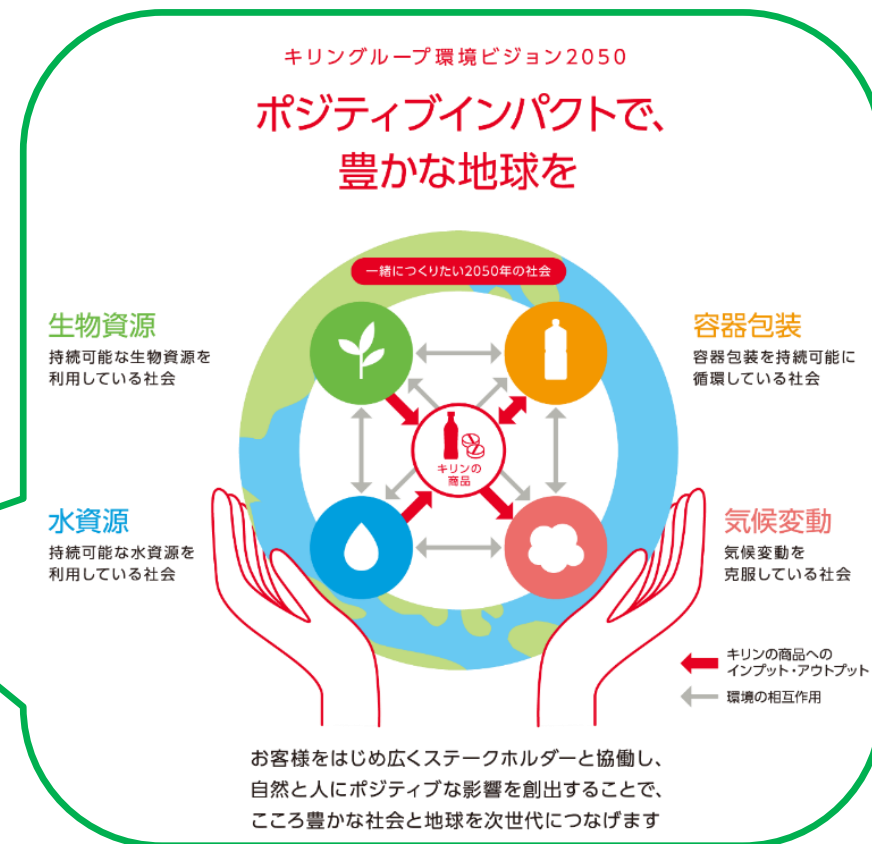 キリングループ環境ビジョン2050
ポジティブインパクトで、
豊かな地球を
一緒につくりたい2050年の社会
生物資源
持続可能な生物資源を
利用している社会
容器包装
容器包装を持続可能に
循環している社会
キリンの
商品
水資源
持続可能な水資源を
利用している社会
気候変動
気候変動を
克服している社会
キリンの商品への
インプット・アウトプット
環境の相互作用
お客様をはじめ広くステークホルダーと協働し、
自然と人にポジティブな影響を創出することで、
こころ豊かな社会と地球を次世代につなげます